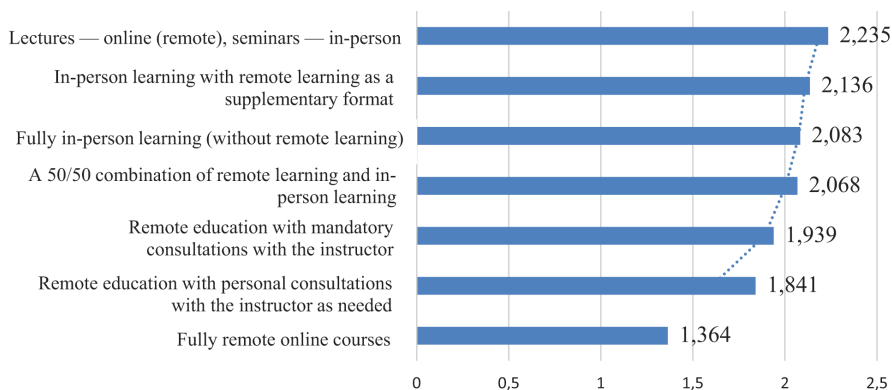 Lectures — online (remote), seminars — in-person
2,235
In-person learning with remote learning as a
supplementary format
2,136
Fully in-person learning (without remote learning)
2,083
A 50/50 combination of remote learning and in-
person learning
2,068
Remote education with mandatory
consultations with the instructor
1,939
Remote education with personal consultations
with the instructor as needed
1,841
Fully remote online courses
1,364
0 0,5 1 1,5 2 2,5